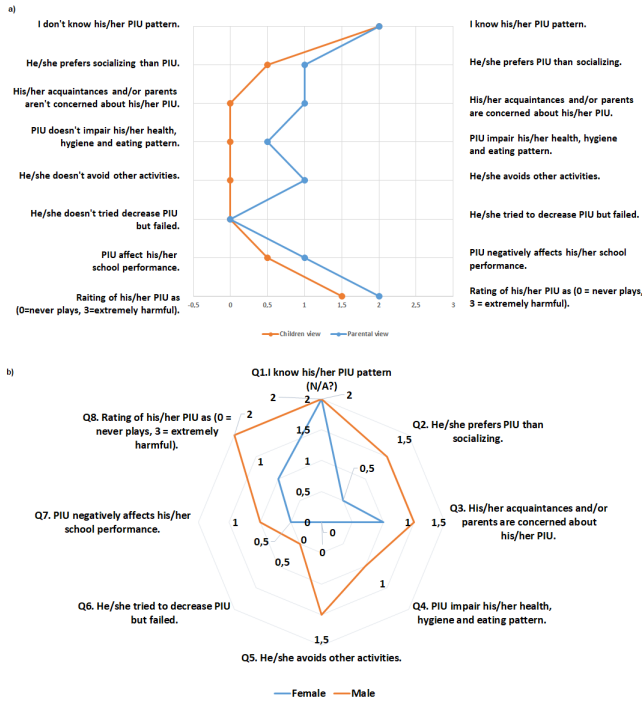 a)
I don't know his/her PIU pattern.
I know his/her PIU pattern.
He/she prefers socializing than PIU.
He/she prefers PIU than socializing.
His/her acquaintances and/or parents
aren't concerned about his/her PIU.
His/her acquaintances and/or parents
are concerned about his/her PIU.
PIU doesn't impair his/her health,
hygiene and eating pattern.
PIU impair his/her health, hygiene
and eating pattern.
He/she doesn't avoid other activities.
He/she avoids other activities.
He/she doesn't tried decrease PIU
but failed.
He/she tried to decrease PIU but failed.
PIU affect his/her
school performance.
PIU negatively affects his/her school
performance.
Raiting of his/her PIU as
(0=never plays, 3=extremely harmful).
Rating of his/her PIU as (0 = never plays,
3 = extremely harmful).
-0,5 0 0,5 1 1,5 2 2,5 3
Children view Parental view
b)
Q1.I know his/her PIU pattern
(N/A?)
2 2 2
Q8. Rating of his/her PIU as (0 =
never plays, 3 = extremely
harmful).
2
Q2. He/she prefers PIU than
socializing.
1,5
1,5
1 1 0,5
0,5
Q7. PIU negatively affects his/her
school performance.
1 0 1 1,5
Q3. His/her acquaintances and/or
parents are concerned about
his/her PIU.
0,5 0 0
0
0,5 1
Q6. He/she tried to decrease PIU
but failed.
Q4. PIU impair his/her health,
hygiene and eating pattern.
1,5
Q5. He/she avoids other activities.
Female Male